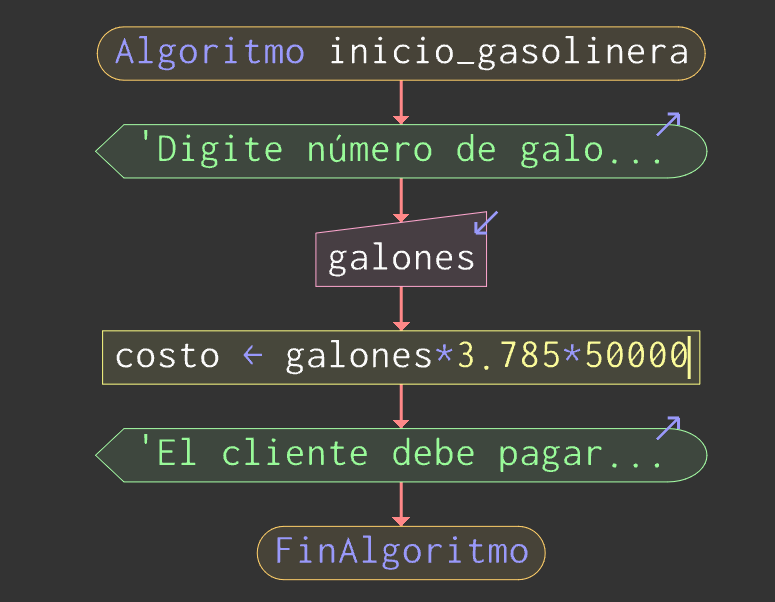 Algoritmo inicio_gasolinera
'Digite número de galo...
galones
costo ← galones*3.785*50000
'El cliente debe pagar...
FinAlgoritmo